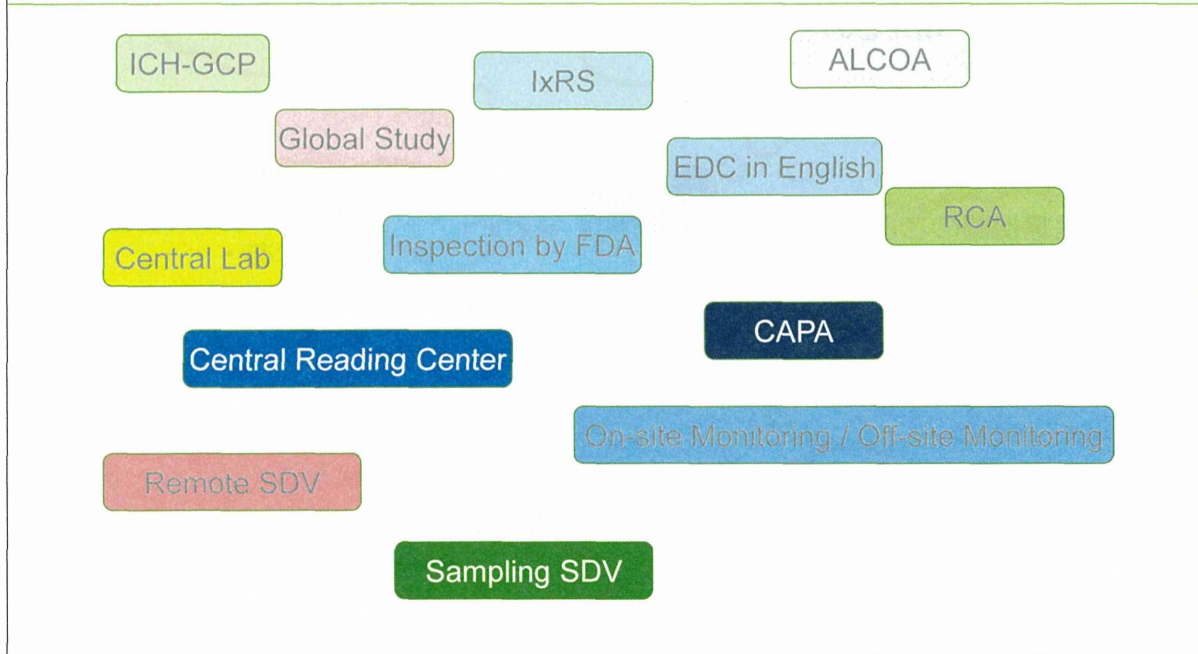 ICH-GCP
IxRS
ALCOA
Global Study
EDC in English
RCA
Central Lab
Inspection by FDA
CAPA
Central Reading Center
On-site Monitoring / Off-site Monitoring
Remote SDV
Sampling SDV